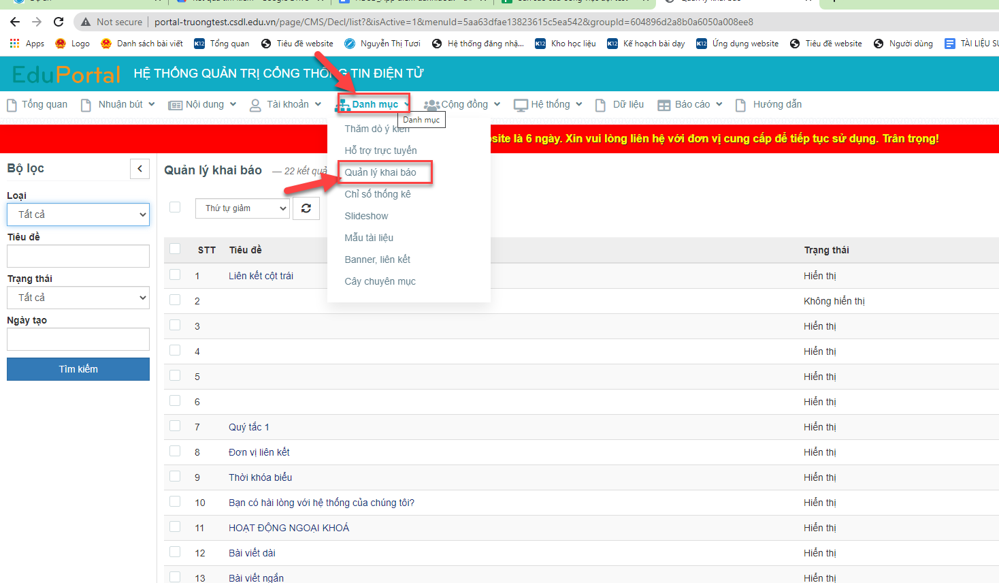 Not secure | portal-truongtest.csdl.edu.vn/page/CMS/Decl/list?&isActive=1&menuId=5aa63dfae13823615c5ea542&groupId=604896d2a8b0a6050a008ee8
Apps Logo Danh sách bài viết Tổng quan Tiêu đề website Nguyễn Thị Tươi Hệ thống đăng nhậ... Kho học liệu Kế hoạch bài dạy Ứng dụng website Tiêu đề website Người dùng TÀI LIỆU
EduPortal HỆ THỐNG QUẢN TRỊ CỔNG THÔNG TIN ĐIỆN TỬ
Tổng quan Nhuận bút Nội dung Tài khoản Danh mục Cộng đồng Hệ thống Dữ liệu Báo cáo Hướng dẫn
Danh mục
Thăm dò ý kiến
site là 6 ngày. Xin vui lòng liên hệ với đơn vị cung cấp để tiếp tục sử dụng. Trân trọng!
Hỗ trợ trực tuyến
Quản lý khai báo
Chỉ số thống kê
Slideshow
Mẫu tài liệu
Banner, liên kết
Cây chuyên mục
Bộ lọc
Loại
Tất cả
Tiêu đề
Trạng thái
Tất cả
Ngày tạo
Tìm kiếm
Quản lý khai báo — 22 kết quả
Thứ tự giảm
STT Tiêu đề Trạng thái
1 Liên kết cột trái Hiển thị
2 Không hiển thị
3 Hiển thị
4 Hiển thị
5 Hiển thị
6 Hiển thị
7 Quý tắc 1 Hiển thị
8 Đơn vị liên kết Hiển thị
9 Thời khóa biểu Hiển thị
10 Bạn có hài lòng với hệ thống của chúng tôi? Hiển thị
11 HOẠT ĐỘNG NGOẠI KHOÁ Hiển thị
12 Bài viết dài Hiển thị
13 Bài viết ngắn Hiển thị